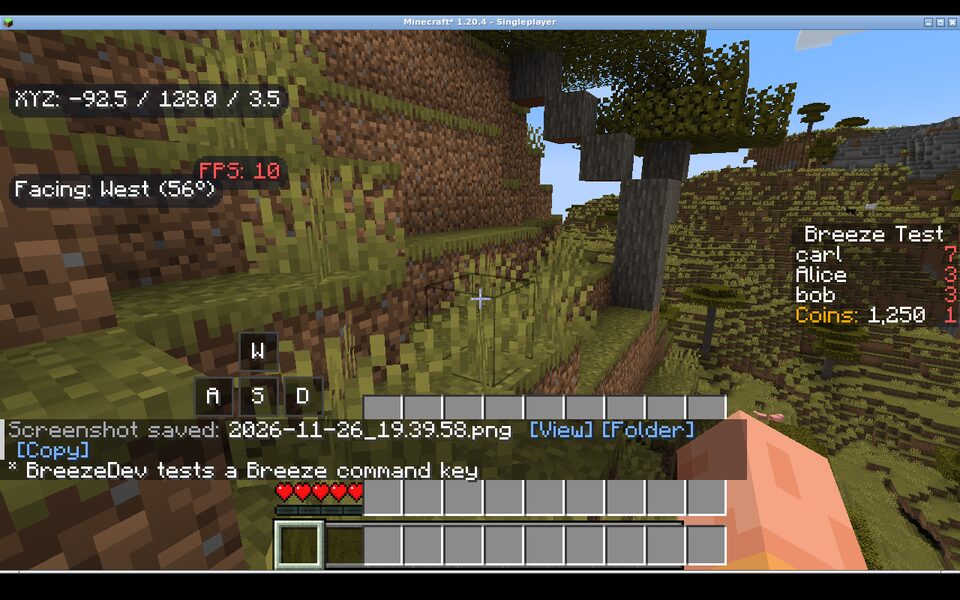 Minecraft* 1.20.4 - Singleplayer
XYZ: -92.5 / 128.0 / 3.5
FPS: 10
Facing: West (56°)
Breeze Test
carl 7
Alice 3
bob 3
Coins: 1,250 1
W
A S D
Screenshot saved: 2026-11-26_19.39.58.png [View] [Folder]
[Copy]
* BreezeDev tests a Breeze command key